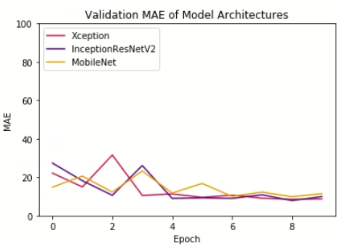 Validation MAE of Model Architectures
100
80
60
40
20
0
MAE
Xception
InceptionResNetV2
MobileNet
0 2 4 6 8
Epoch